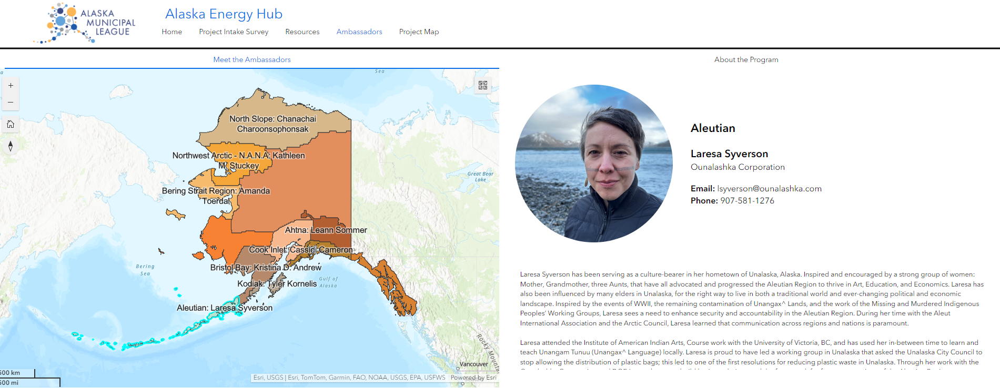 ALASKA
MUNICIPAL
LEAGUE
Alaska Energy Hub
Home Project Intake Survey Resources Ambassadors Project Map
Meet the Ambassadors
About the Program
Sea
North Slope: Chanachai
Charoonsophonsak
Northwest Arctic - N.A.N.A: Kathleen
M. Stuckey
Bering Strait Region: Amanda
Toerdal
Great Bear
Lake
Ahtna: Leann Sommer
Cook Inlet: Cassidi Cameron
Bristol Bay: Kristina D. Andrew
Bering
Sea
Gulf of
Alaska
Kodiak: Tyler Kornelis
Aleutian: Laresa Syverson
Rocky Mounta
Vancouver
Seattle
500 km
500 mi
Esri, USGS | Esri, TomTom, Garmin, FAO, NOAA, USGS, EPA, USFWS Powered by Esri
Aleutian
Laresa Syverson
Ounalashka Corporation
Email: lsyverson@ounalashka.com
Phone: 907-581-1276
Laresa Syverson has been serving as a culture-bearer in her hometown of Unalaska, Alaska. Inspired and encouraged by a strong group of women:
Mother, Grandmother, three Aunts, that have all advocated and progressed the Aleutian Region to thrive in Art, Education, and Economics. Laresa has
also been influenced by many elders in Unalaska, for the right way to live in both a traditional world and ever-changing political and economic
landscape. Inspired by the events of WWII, the remaining contamination of Unangax^ Lands, and the work of the Missing and Murdered Indigenous
Peoples' Working Groups, Laresa sees a need to enhance security and accountability in the Aleutian Region. During her time with the Aleut
International Association and the Arctic Council, Laresa learned that communication across regions and nations is paramount.
Laresa attended the Institute of American Indian Arts, Course work with the University of Victoria, BC, and has used her in-between time to learn and
teach Unangam Tunuu (Unangax^ Language) locally. Laresa is proud to have led a working group in Unalaska that asked the Unalaska City Council to
stop allowing the distribution of plastic bags; this led to one of the first resolutions for reducing plastic waste in Unalaska. Through her work with the